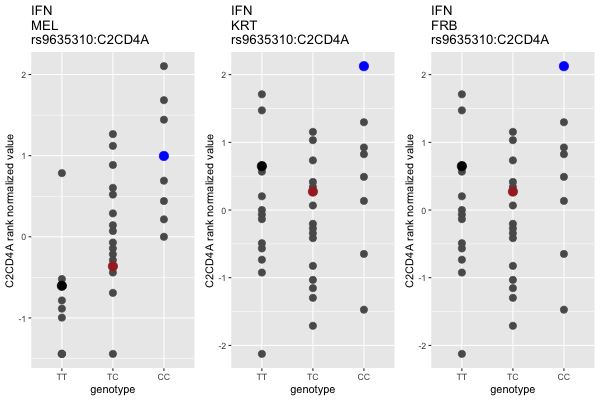 IFN
MEL
rs9635310:C2CD4A
C2CD4A rank normalized value
2
1
0
-1
TT
TC
CC
genotype
IFN
KRT
rs9635310:C2CD4A
C2CD4A rank normalized value
2
1
0
-1
-2
TT
TC
CC
genotype
IFN
FRB
rs9635310:C2CD4A
C2CD4A rank normalized value
2
1
0
-1
-2
TT
TC
CC
genotype